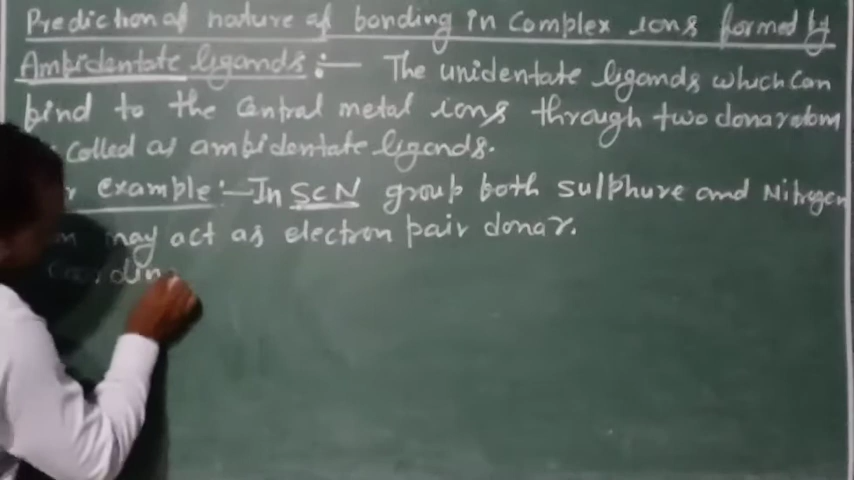 Prediction of nature of bonding in Complex ions formed by
Ambidentate ligands :- The unidentate ligands which Can
bind to the Central metal ions through two donar atom
Called as ambidentate ligands.
example :- In SCN group both sulphure and Nitrogen
may act as electron pair donar.